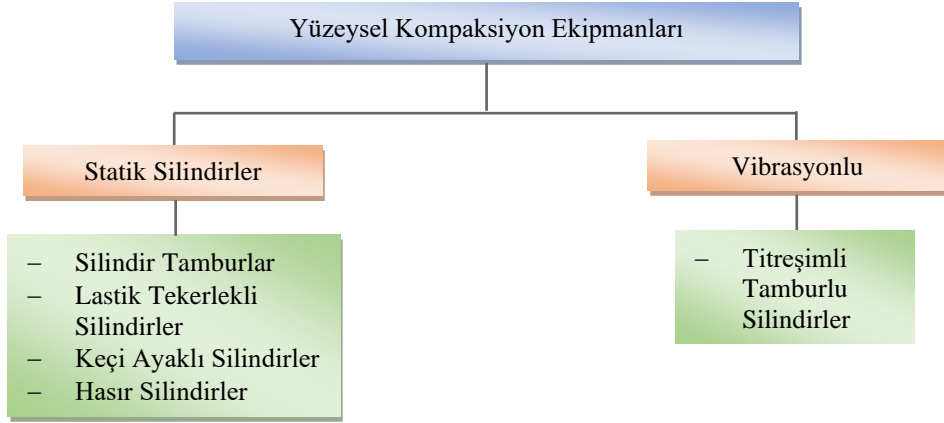 Yüzeysel Kompaksiyon Ekipmanları
Statik Silindirler
Vibrasyonlu
– Silindir Tamburlar
– Lastik Tekerlekli
Silindirler
– Keçi Ayaklı Silindirler
– Hasır Silindirler
– Titreşimli
Tamburlu
Silindirler